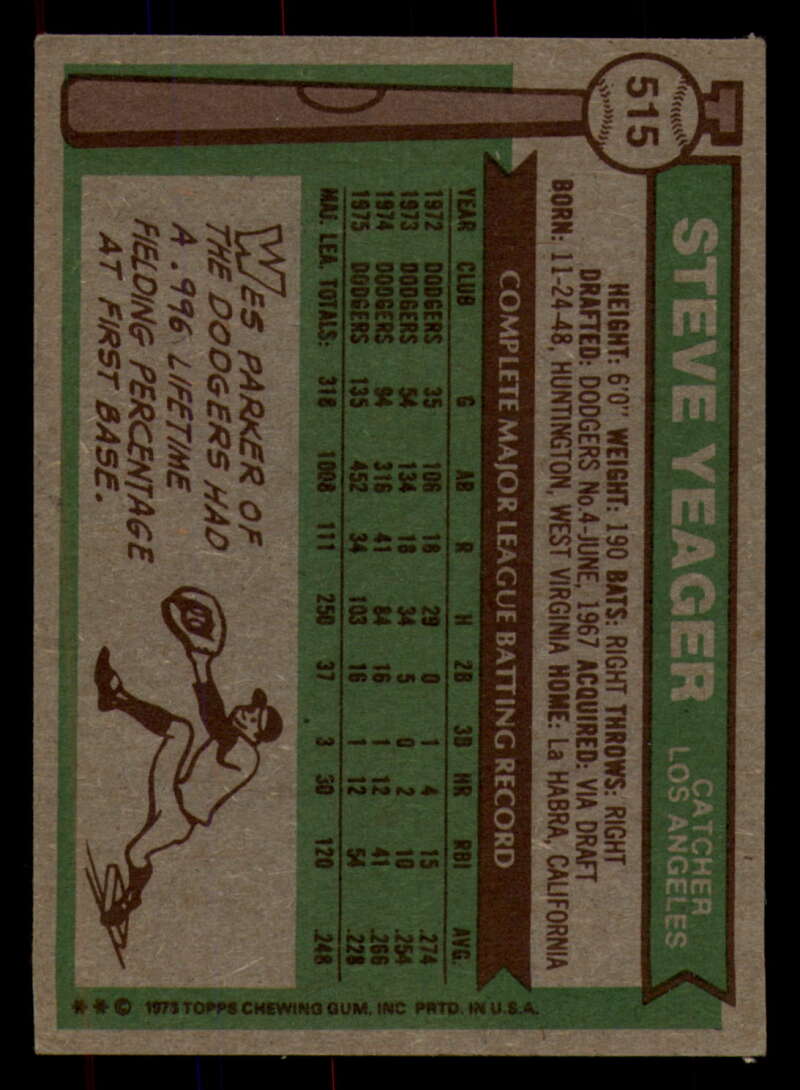 515
STEVE YEAGER
CATCHER
LOS ANGELES
HEIGHT: 6'0" WEIGHT: 190 BATS: RIGHT THROWS: RIGHT
DRAFTED: DODGERS No.4-JUNE, 1967 ACQUIRED: VIA DRAFT
BORN: 11-24-48, HUNTINGTON, WEST VIRGINIA HOME: La HABRA, CALIFORNIA
COMPLETE MAJOR LEAGUE BATTING RECORD
YEAR CLUB G AB R H 2B 3B HR RBI AVG.
1972 DODGERS 35 106 18 29 0 1 4 15 .274
1973 DODGERS 54 134 18 34 5 0 2 10 .254
1974 DODGERS 94 316 41 84 16 1 12 41 .266
1975 DODGERS 135 452 34 103 16 1 12 54 .228
MAJ. LEA. TOTALS: 318 1008 111 250 37 3 30 120 .248
WES PARKER OF
THE DODGERS HAD
A .996 LIFETIME
FIELDING PERCENTAGE
AT FIRST BASE.
** © 1975 TOPPS CHEWING GUM, INC PRTD. IN U.S.A.